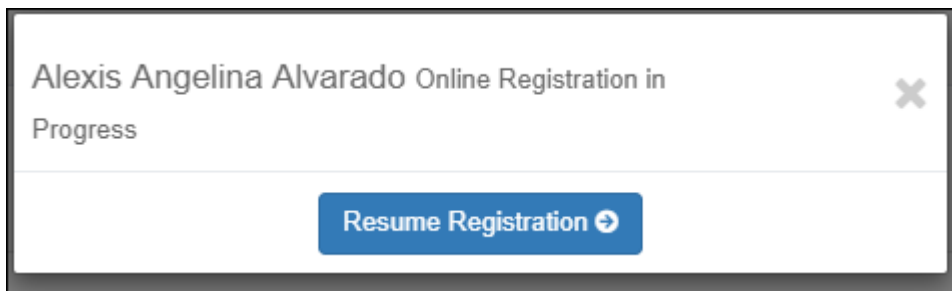 Alexis Angelina Alvarado Online Registration in
Progress
Resume Registration